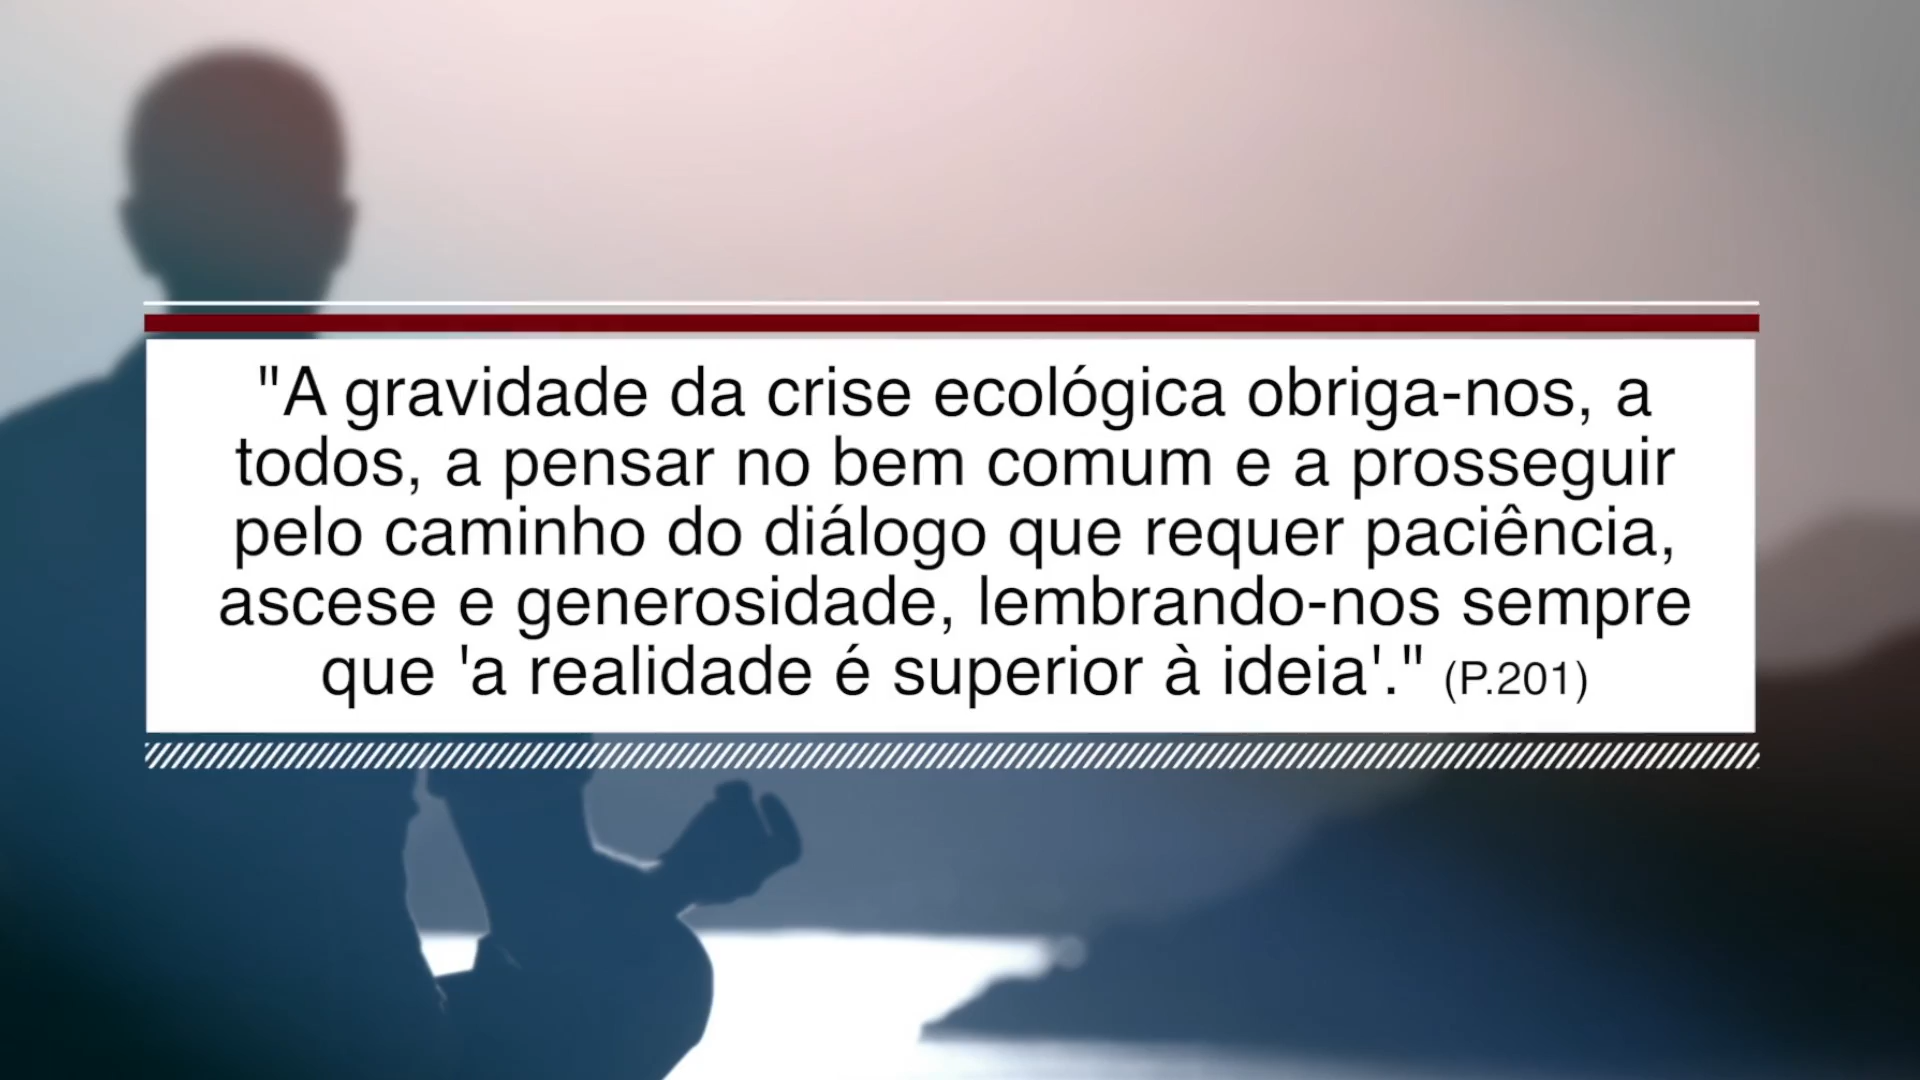 "A gravidade da crise ecológica obriga-nos, a
todos, a pensar no bem comum e a prosseguir
pelo caminho do diálogo que requer paciência,
ascese e generosidade, lembrando-nos sempre
que 'a realidade é superior à ideia'." (P.201)